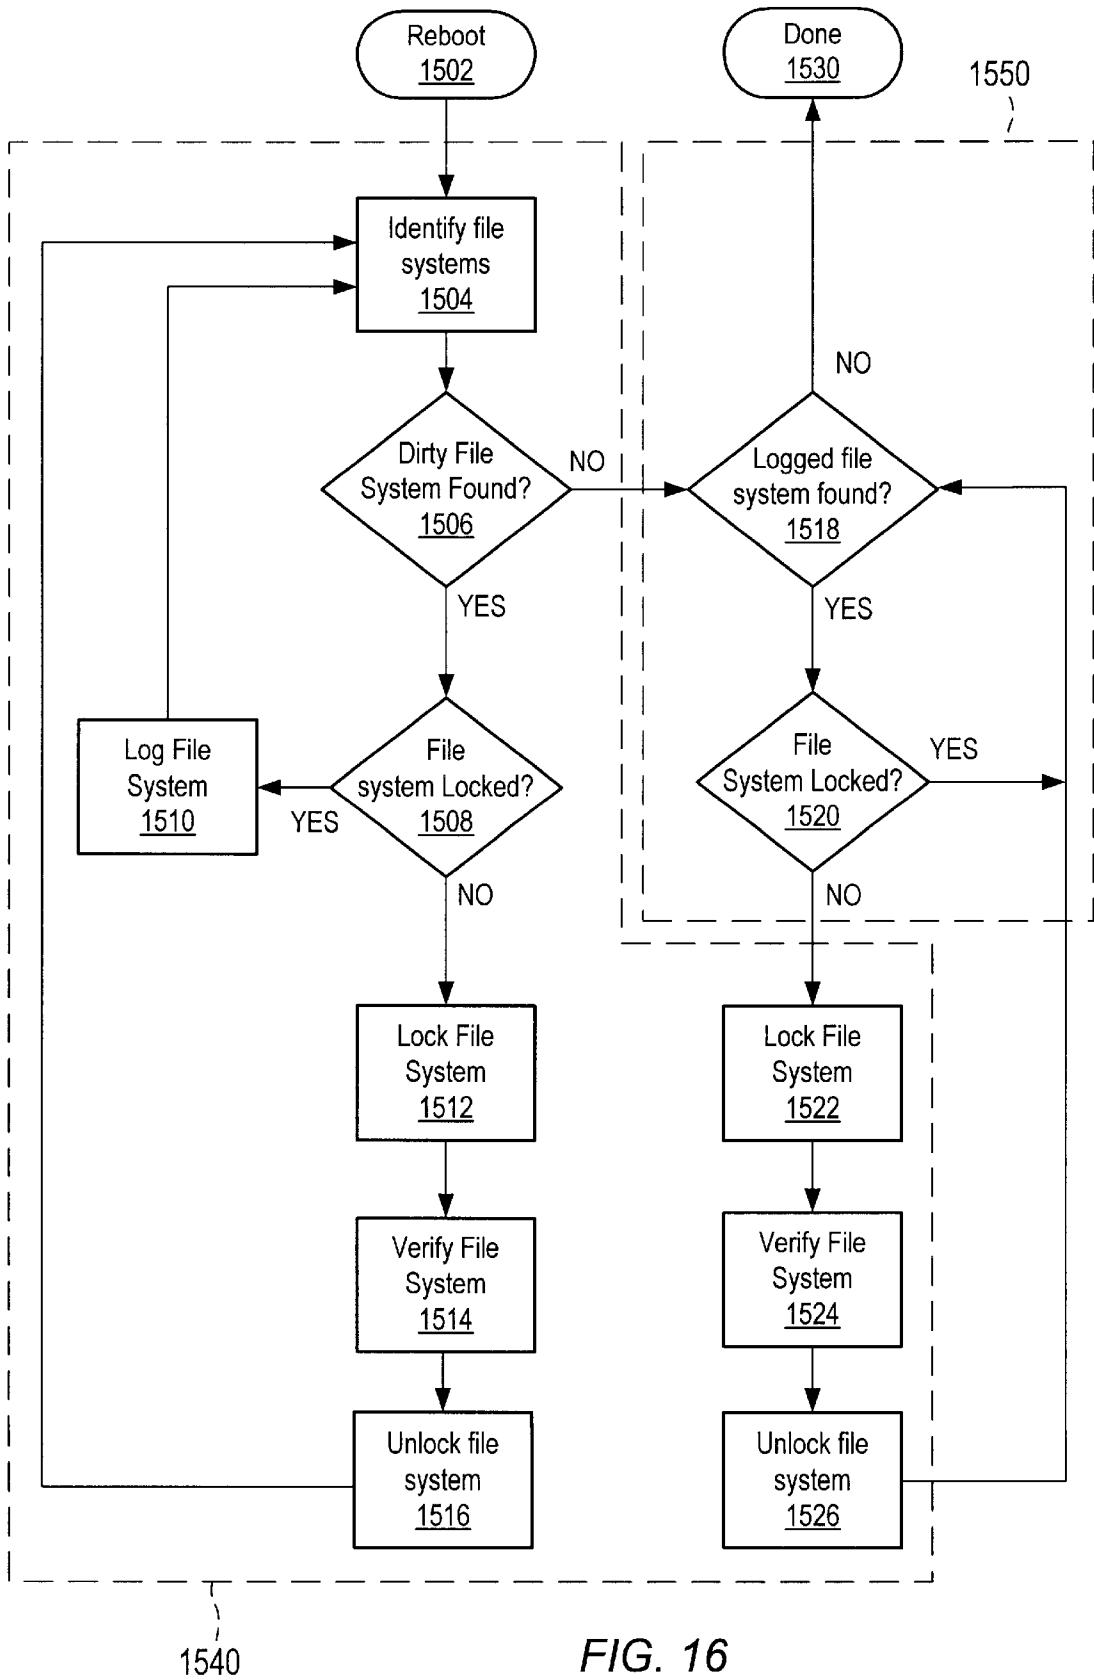 Reboot
1502
Done
1530
1550
Identify file
systems
1504
NO
Dirty File
System Found?
1506
NO
Logged file
system found?
1518
YES
YES
Log File
System
1510
YES
File
system Locked?
1508
File
System Locked?
1520
YES
NO
NO
Lock File
System
1512
Lock File
System
1522
Verify File
System
1514
Verify File
System
1524
Unlock file
system
1516
Unlock file
system
1526
1540
FIG. 16